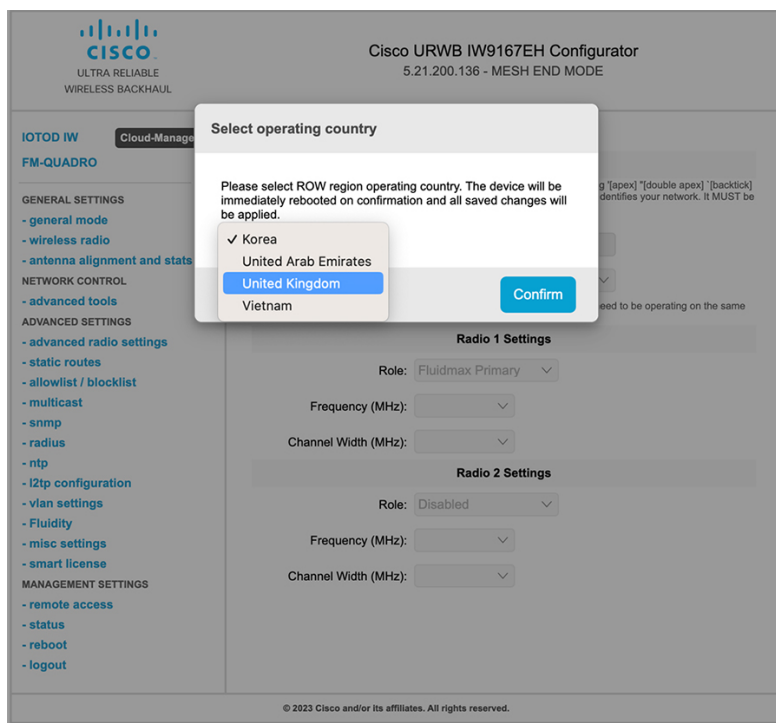 CISCO
ULTRA RELIABLE
WIRELESS BACKHAUL
Cisco URWB IW9167EH Configurator
5.21.200.136 - MESH END MODE
IOTOD IW
Cloud-Manage
FM-QUADRO
GENERAL SETTINGS
- general mode
- wireless radio
- antenna alignment and stats
NETWORK CONTROL
- advanced tools
ADVANCED SETTINGS
- advanced radio settings
- static routes
- allowlist / blocklist
- multicast
- snmp
- radius
- ntp
- l2tp configuration
- vlan settings
- Fluidity
- misc settings
- smart license
MANAGEMENT SETTINGS
- remote access
- status
- reboot
- logout
Select operating country
Please select ROW region operating country. The device will be
immediately rebooted on confirmation and all saved changes will
be applied.
✓ Korea
United Arab Emirates
United Kingdom
Vietnam
Confirm
g '[apex] "[double apex] `[backtick]
dentifies your network. It MUST be
eed to be operating on the same
Radio 1 Settings
Role: Fluidmax Primary
Frequency (MHz):
Channel Width (MHz):
Radio 2 Settings
Role: Disabled
Frequency (MHz):
Channel Width (MHz):
© 2023 Cisco and/or its affiliates. All rights reserved.